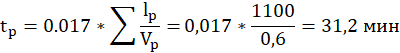 t_p = 0.017 * ∑ l_p/V_p = 0,017 * 1100/0,6 = 31,2 мин